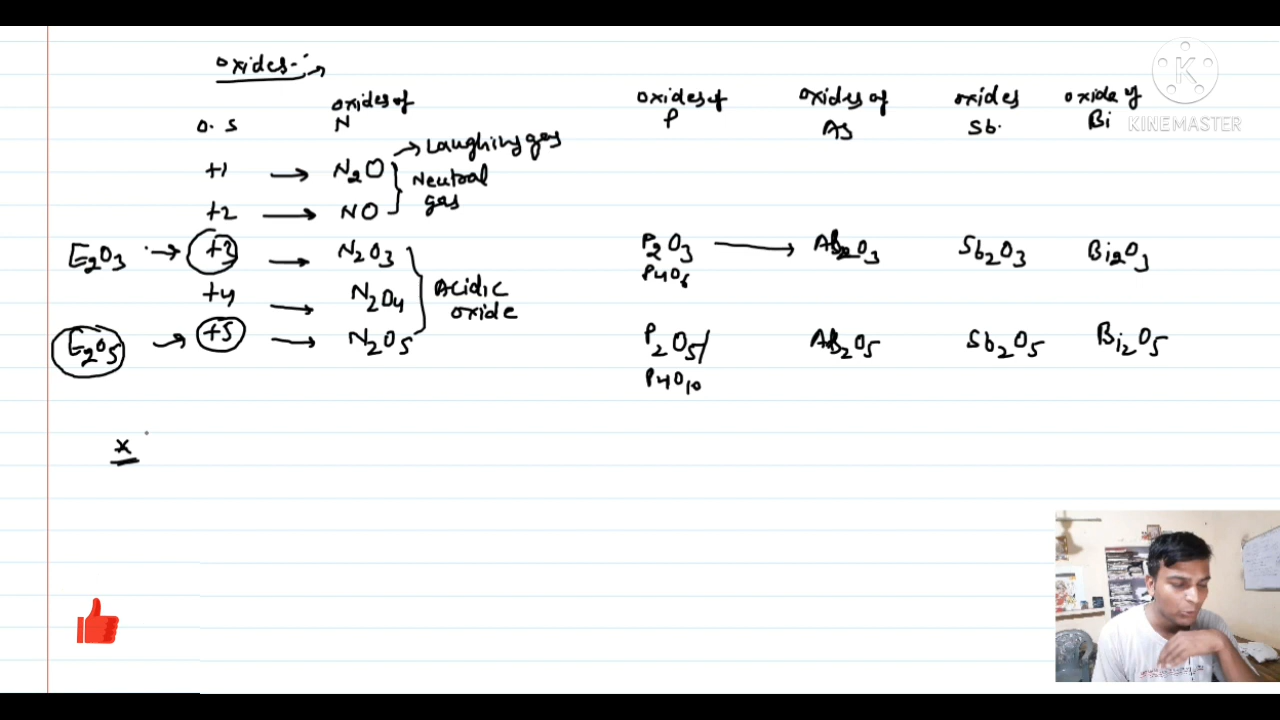 Oxides:- →
oxides of N
oxides of P
oxides of As
oxides Sb.
oxide of Bi
K
KINEMASTER
O. S
+1 → N2O → Laughing gas
Neutral gas
+2 → NO
E2O3 → +3 → N2O3
P2O3 → As2O3 Sb2O3 Bi2O3
P4O6
+4 → N2O4
Acidic oxide
E2O5 → +5 → N2O5
P2O5/ As2O5 Sb2O5 Bi2O5
P4O10
x